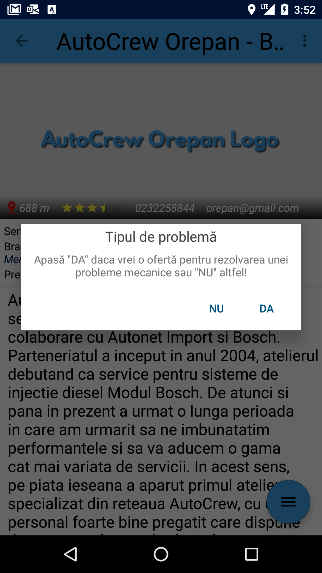 3:52
AutoCrew Orepan - B..
AutoCrew Orepan Logo
688 m 0232258844 orepan@gmail.com
Ser
Bra
Me
Pre
Tipul de problemă
Apasă "DA" daca vrei o ofertă pentru rezolvarea unei
probleme mecanice sau "NU" altfel!
NU DA
Au
se
colaborare cu Autonet Import si Bosch.
Parteneriatul a inceput in anul 2004, atelierul
debutand ca service pentru sisteme de
injectie diesel Modul Bosch. De atunci si
pana in prezent a urmat o lunga perioada
in care am urmarit sa ne imbunatatim
performantele si sa va aducem o gama
cat mai variata de servicii. In acest sens,
pe piata ieseana a aparut primul atelier
specializat din reteaua AutoCrew, cu u
personal foarte bine pregatit care dispune